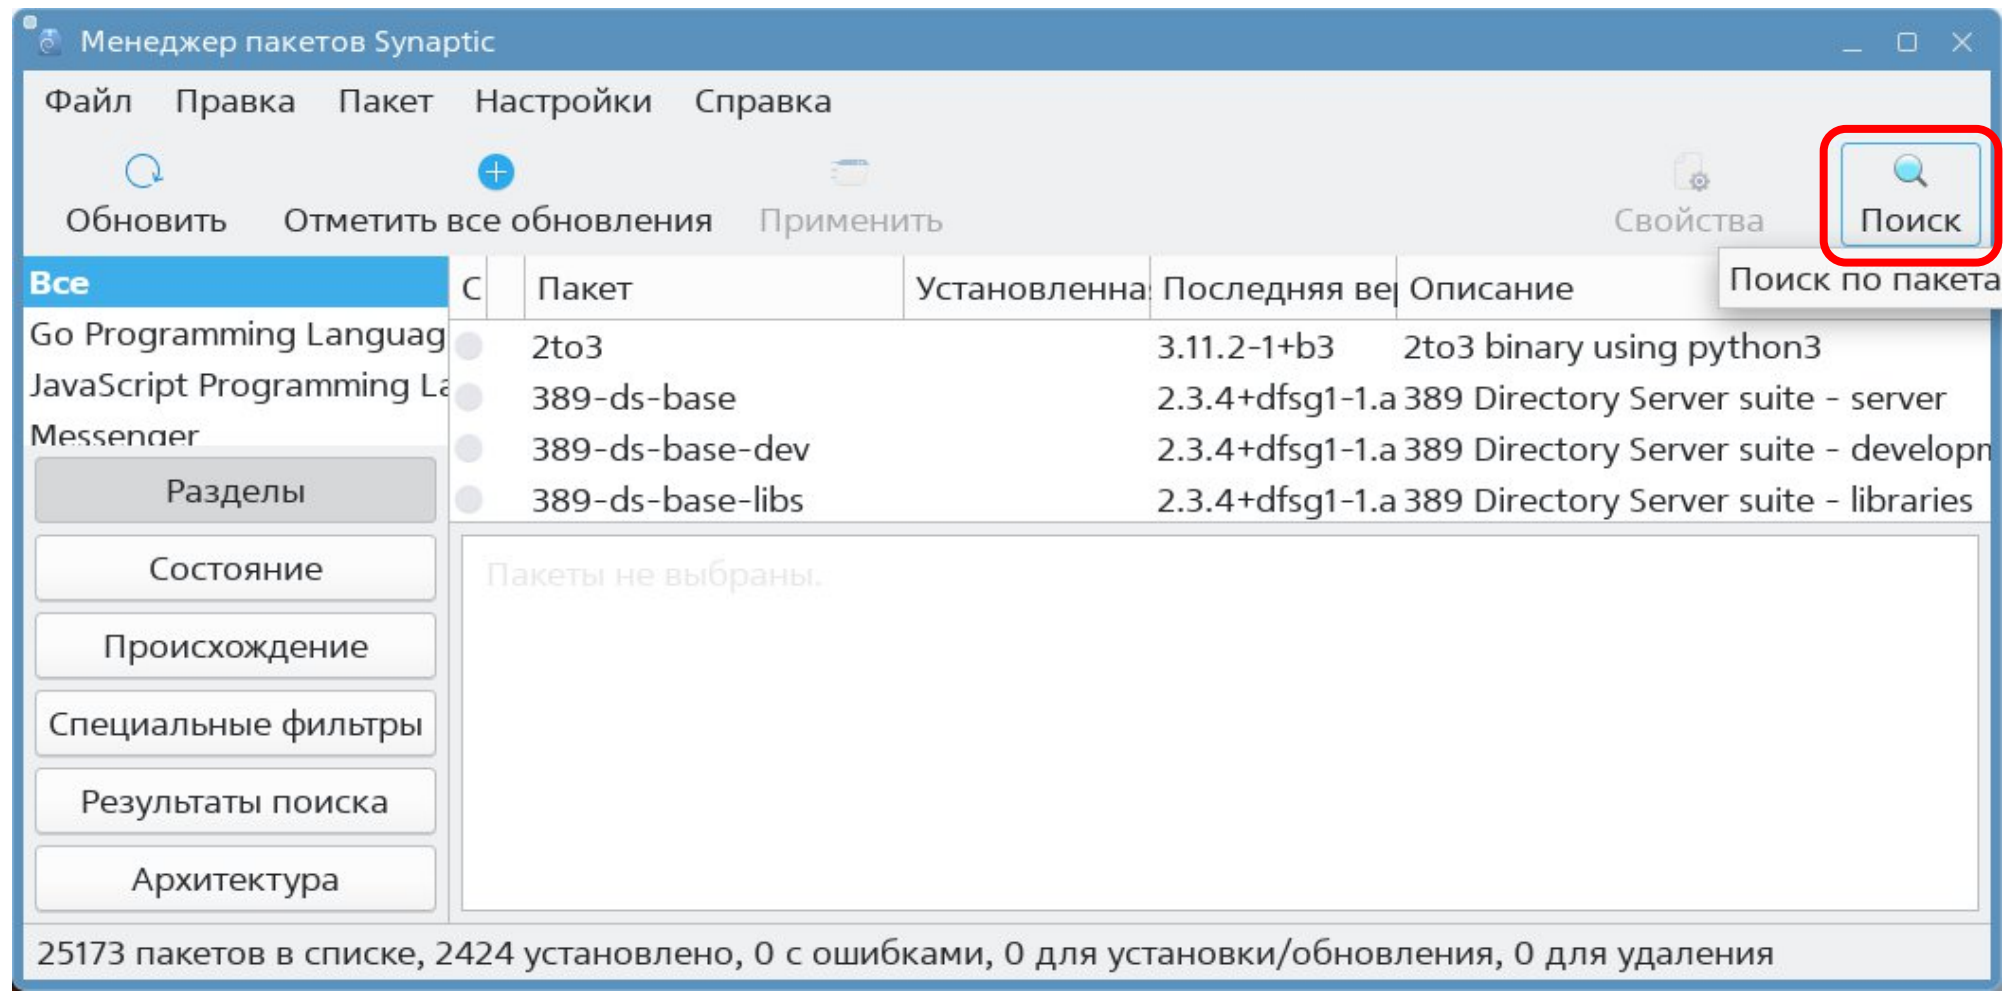 Менеджер пакетов Synaptic
Файл Правка Пакет Настройки Справка
Обновить Отметить все обновления Применить Свойства Поиск
Поиск по пакета
Все
С Пакет Установленна Последняя ве Описание
Go Programming Languag
JavaScript Programming La
Messenger
2to3 3.11.2-1+b3 2to3 binary using python3
389-ds-base 2.3.4+dfsg1-1.a 389 Directory Server suite - server
389-ds-base-dev 2.3.4+dfsg1-1.a 389 Directory Server suite - developm
389-ds-base-libs 2.3.4+dfsg1-1.a 389 Directory Server suite - libraries
Разделы
Состояние
Происхождение
Специальные фильтры
Результаты поиска
Архитектура
Пакеты не выбраны.
25173 пакетов в списке, 2424 установлено, 0 с ошибками, 0 для установки/обновления, 0 для удаления